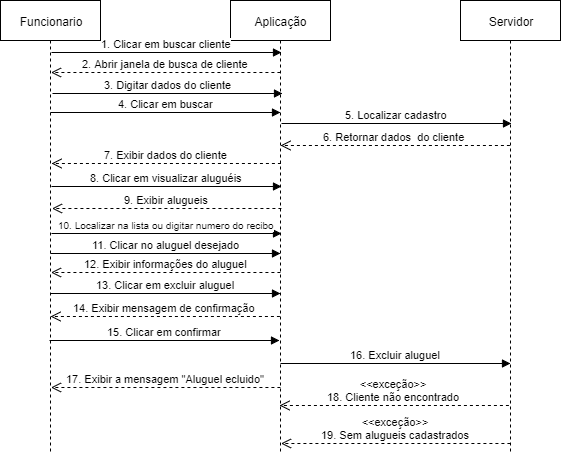 Funcionario
Aplicação
Servidor
1. Clicar em buscar cliente
2. Abrir janela de busca de cliente
3. Digitar dados do cliente
4. Clicar em buscar
5. Localizar cadastro
6. Retornar dados do cliente
7. Exibir dados do cliente
8. Clicar em visualizar aluguéis
9. Exibir alugueis
10. Localizar na lista ou digitar numero do recibo
11. Clicar no aluguel desejado
12. Exibir informações do aluguel
13. Clicar em excluir aluguel
14. Exibir mensagem de confirmação
15. Clicar em confirmar
16. Excluir aluguel
17. Exibir a mensagem "Aluguel ecluido"
<<exceção>>
18. Cliente não encontrado
<<exceção>>
19. Sem alugueis cadastrados